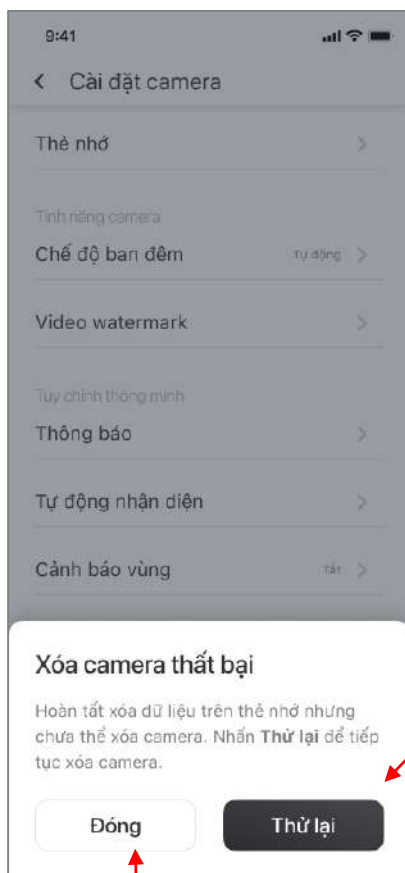 9:41
Cài đặt camera
Thẻ nhớ
Tính năng camera
Chế độ ban đêm Tự động
Video watermark
Tùy chỉnh thông minh
Thông báo
Tự động nhận diện
Cảnh báo vùng Tắt
Xóa camera thất bại
Hoàn tất xóa dữ liệu trên thẻ nhớ nhưng
chưa thể xóa camera. Nhấn Thử lại để tiếp
tục xóa camera.
Đóng Thử lại